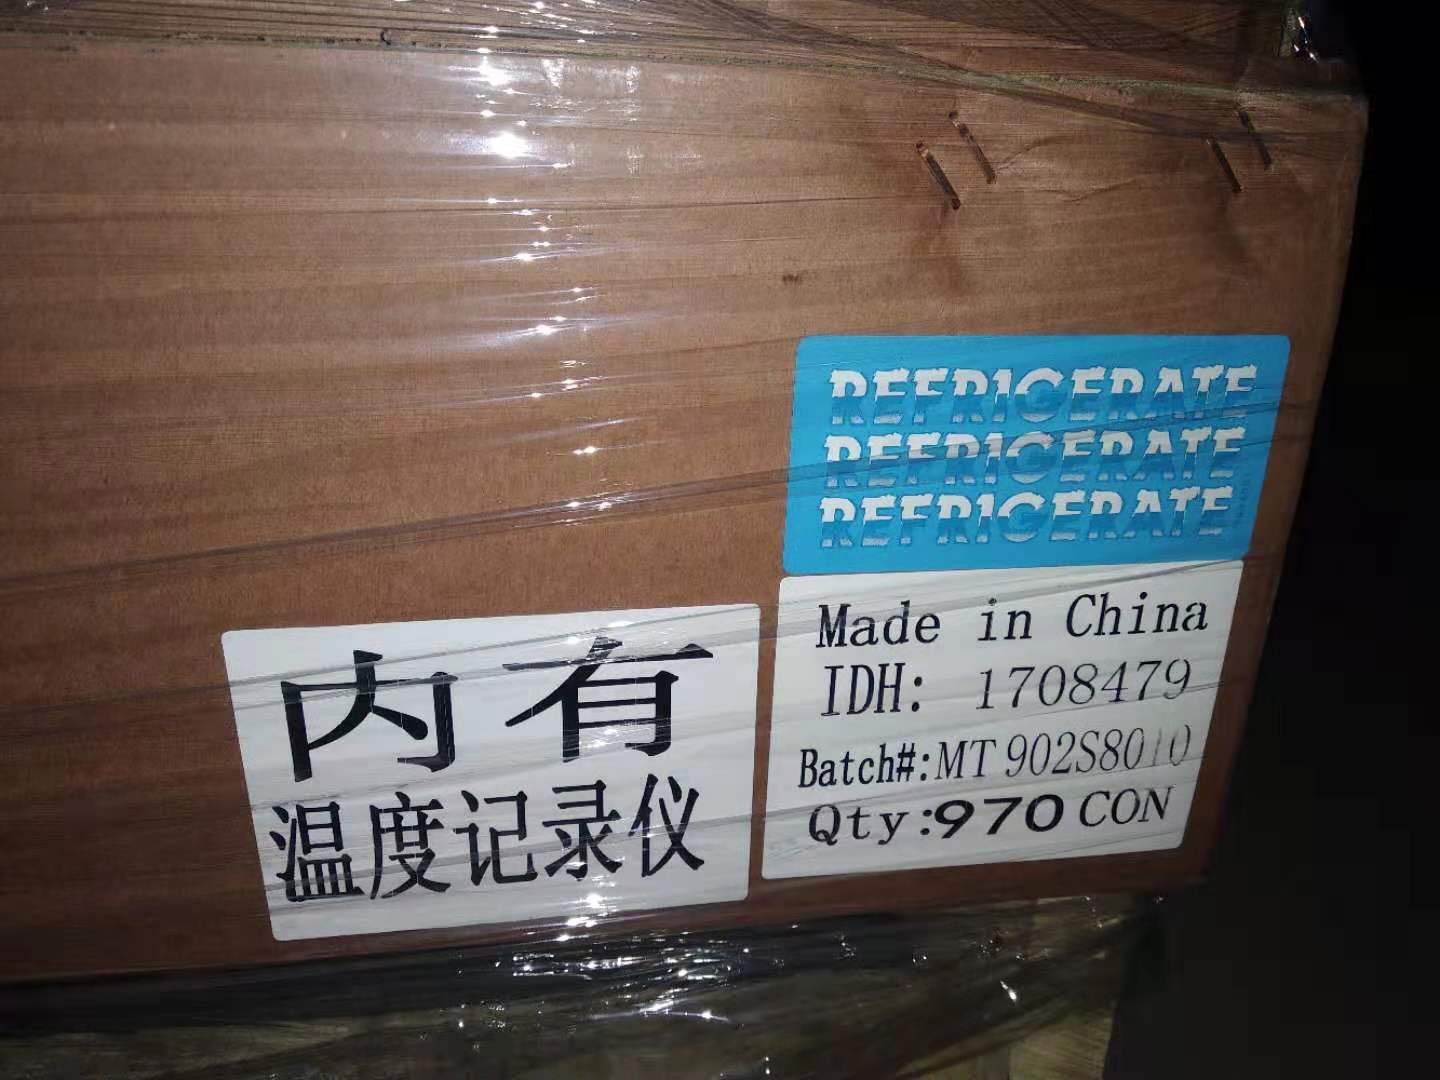 REFRIGERATE
REFRIGERATE
REFRIGERATE
内有
温度记录仪
Made in China
IDH: 1708479
Batch#:MT 902S8010
Qty:970 CON